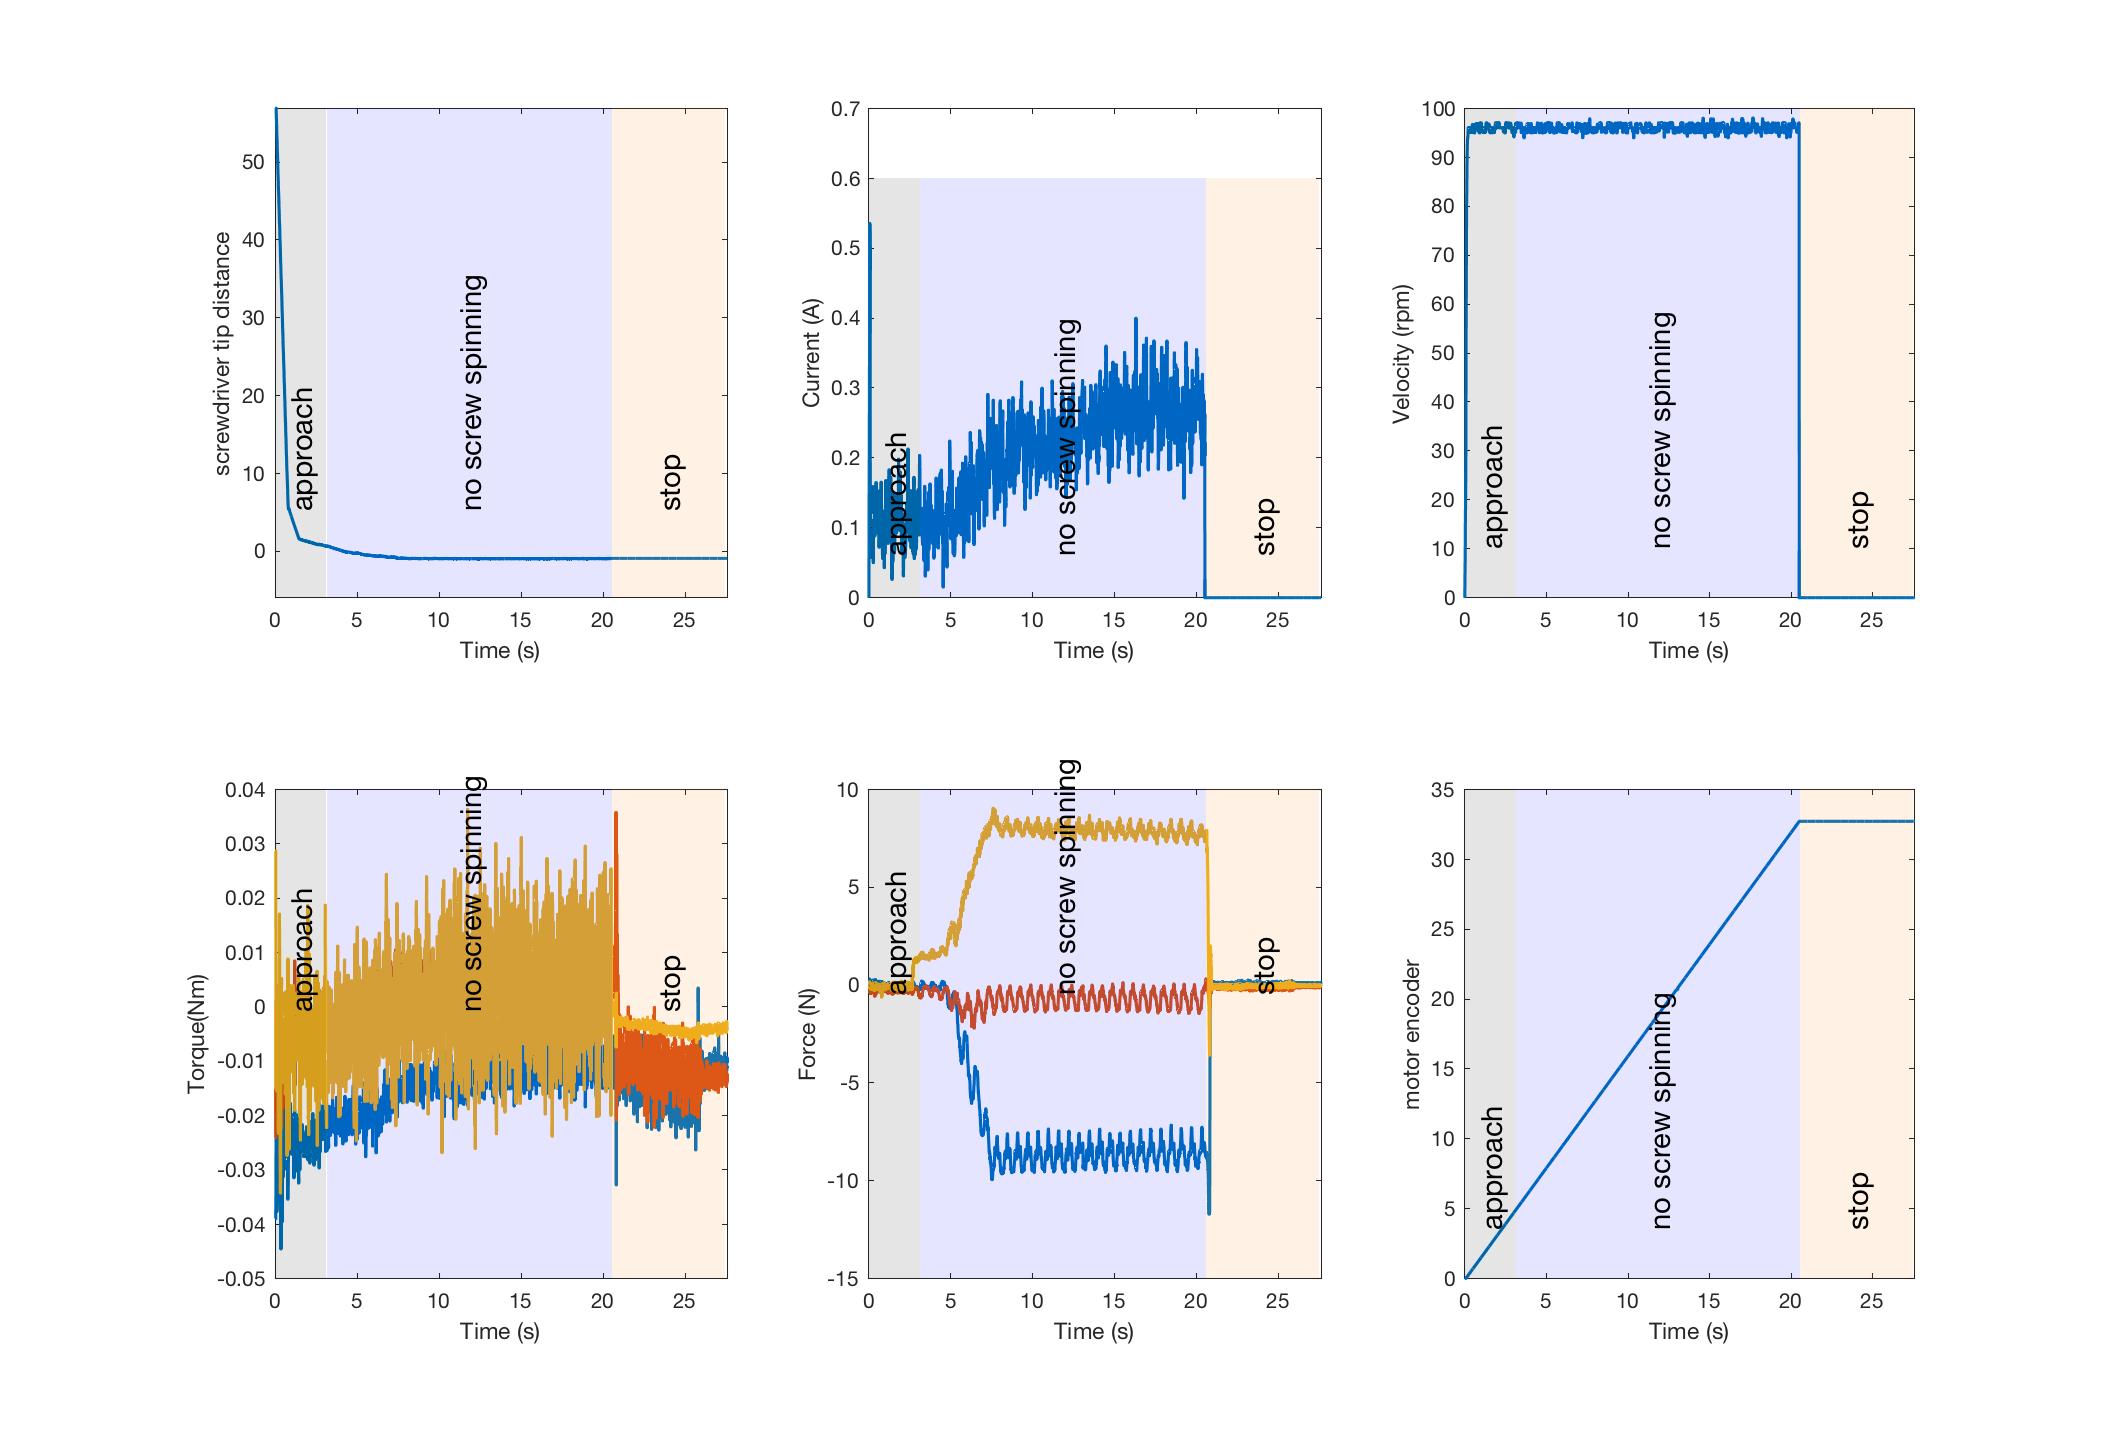 screwdriver tip distance
50
40
30
20
10
0
approach
no screw spinning
stop
0 5 10 15 20 25
Time (s)
Current (A)
0.7
0.6
0.5
0.4
0.3
0.2
0.1
0
approach
no screw spinning
stop
0 5 10 15 20 25
Time (s)
Velocity (rpm)
100
90
80
70
60
50
40
30
20
10
0
approach
no screw spinning
stop
0 5 10 15 20 25
Time (s)
Torque(Nm)
0.04
0.03
0.02
0.01
0
-0.01
-0.02
-0.03
-0.04
-0.05
approach
no screw spinning
stop
0 5 10 15 20 25
Time (s)
Force (N)
10
5
0
-5
-10
-15
approach
no screw spinning
stop
0 5 10 15 20 25
Time (s)
motor encoder
35
30
25
20
15
10
5
0
approach
no screw spinning
stop
0 5 10 15 20 25
Time (s)